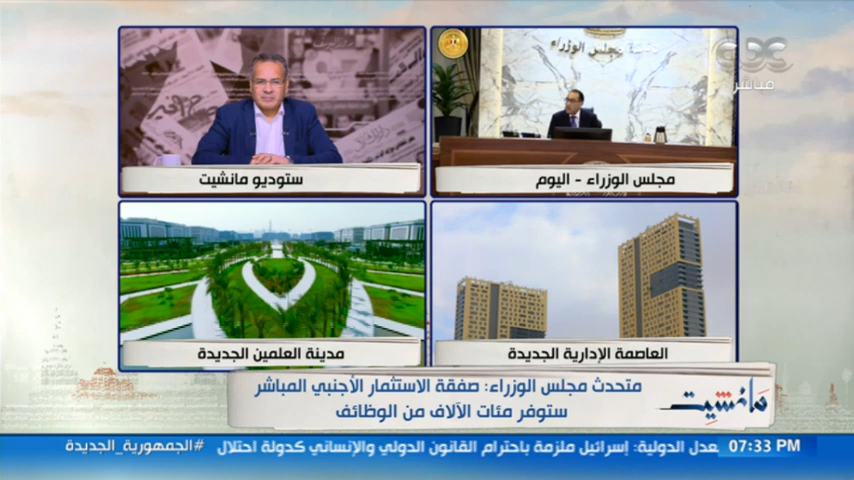 cbc
مباشر
مجلس الوزراء
ستوديو مانشيت
مجلس الوزراء - اليوم
مدينة العلمين الجديدة
العاصمة الإدارية الجديدة
مانشيت
متحدث مجلس الوزراء: صفقة الاستثمار الأجنبي المباشر
ستوفر مئات الآلاف من الوظائف
07:33 PM
عدل الدولية: إسرائيل ملزمة باحترام القانون الدولي والإنساني كدولة احتلال
#الجمهورية_الجديدة